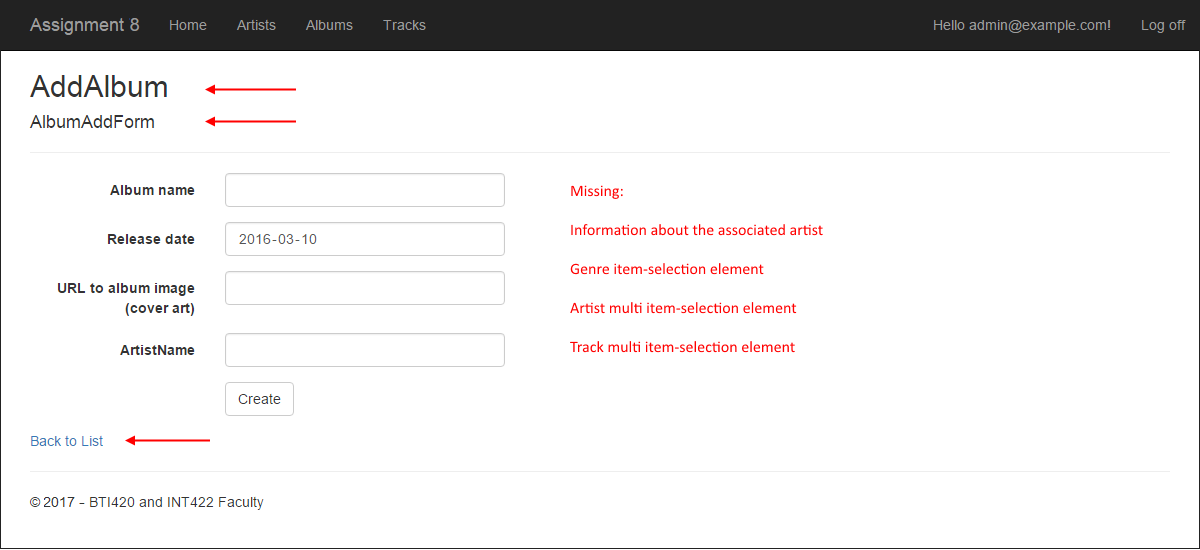 Assignment 8 Home Artists Albums Tracks Hello admin@example.com! Log off
AddAlbum
AlbumAddForm
Album name
Release date 2016-03-10
URL to album image
(cover art)
ArtistName
Create
Missing:
Information about the associated artist
Genre item-selection element
Artist multi item-selection element
Track multi item-selection element
Back to List
© 2017 - BTI420 and INT422 Faculty